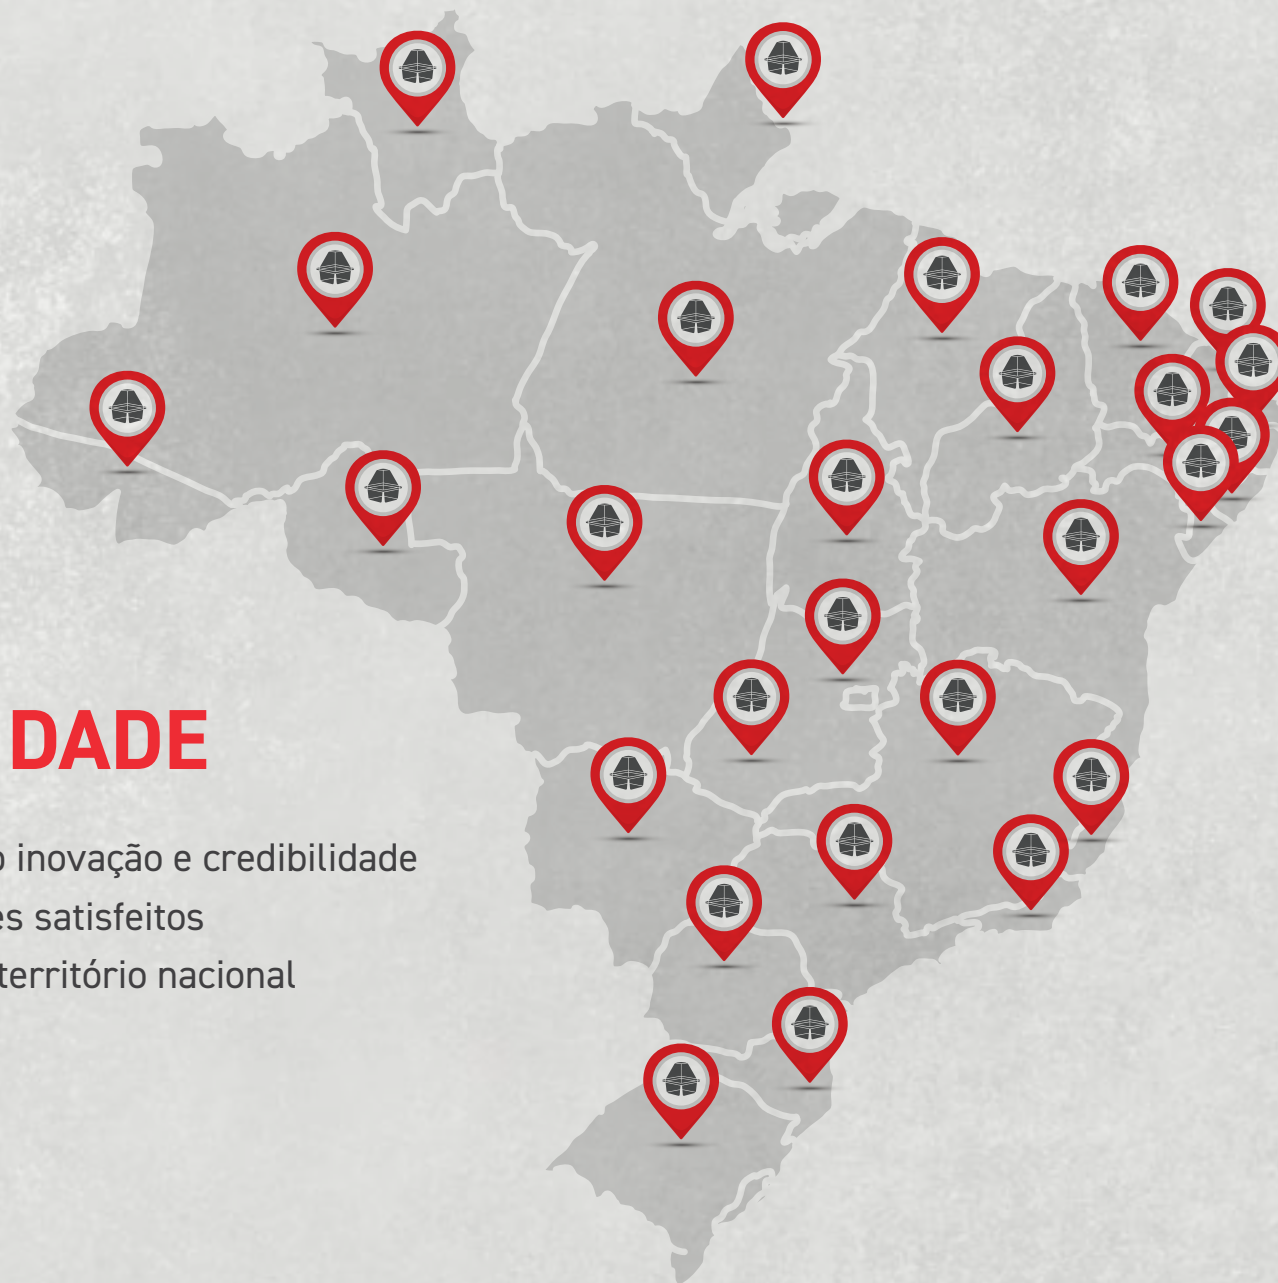 DADE
o inovação e credibilidade
es satisfeitos
território nacional